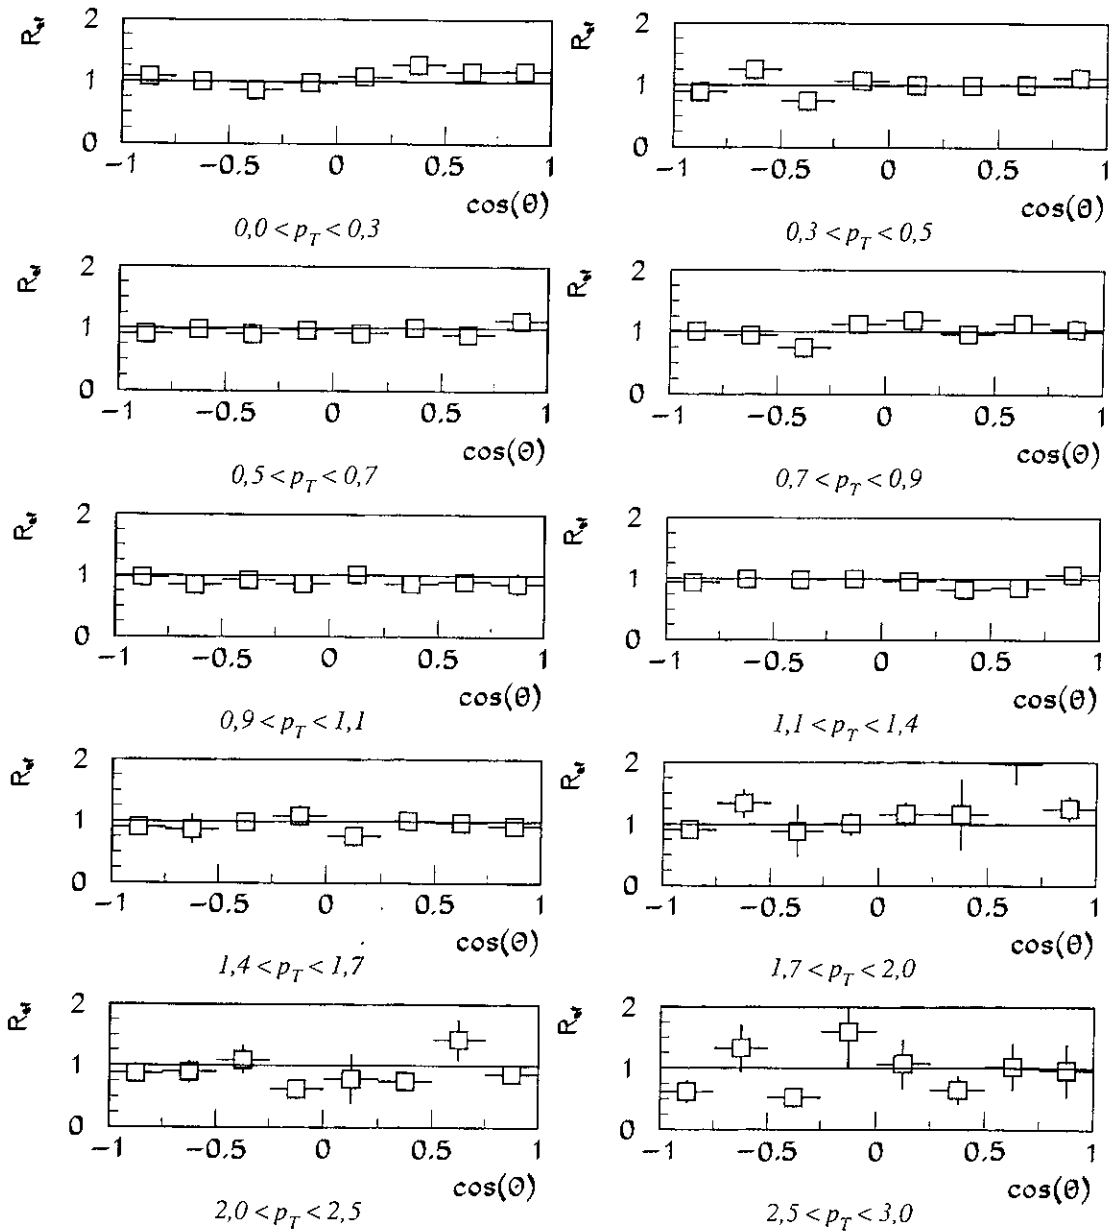 R_ef 2 1 0 -1 -0.5 0 0.5 1
cos(θ)
0,0 < p_T < 0,3
R_ef 2 1 0 -1 -0.5 0 0.5 1
cos(θ)
0,3 < p_T < 0,5
R_ef 2 1 0 -1 -0.5 0 0.5 1
cos(θ)
0,5 < p_T < 0,7
R_ef 2 1 0 -1 -0.5 0 0.5 1
cos(θ)
0,7 < p_T < 0,9
R_ef 2 1 0 -1 -0.5 0 0.5 1
cos(θ)
0,9 < p_T < 1,1
R_ef 2 1 0 -1 -0.5 0 0.5 1
cos(θ)
1,1 < p_T < 1,4
R_ef 2 1 0 -1 -0.5 0 0.5 1
cos(θ)
1,4 < p_T < 1,7
R_ef 2 1 0 -1 -0.5 0 0.5 1
cos(θ)
1,7 < p_T < 2,0
R_ef 2 1 0 -1 -0.5 0 0.5 1
cos(θ)
2,0 < p_T < 2,5
R_ef 2 1 0 -1 -0.5 0 0.5 1
cos(θ)
2,5 < p_T < 3,0